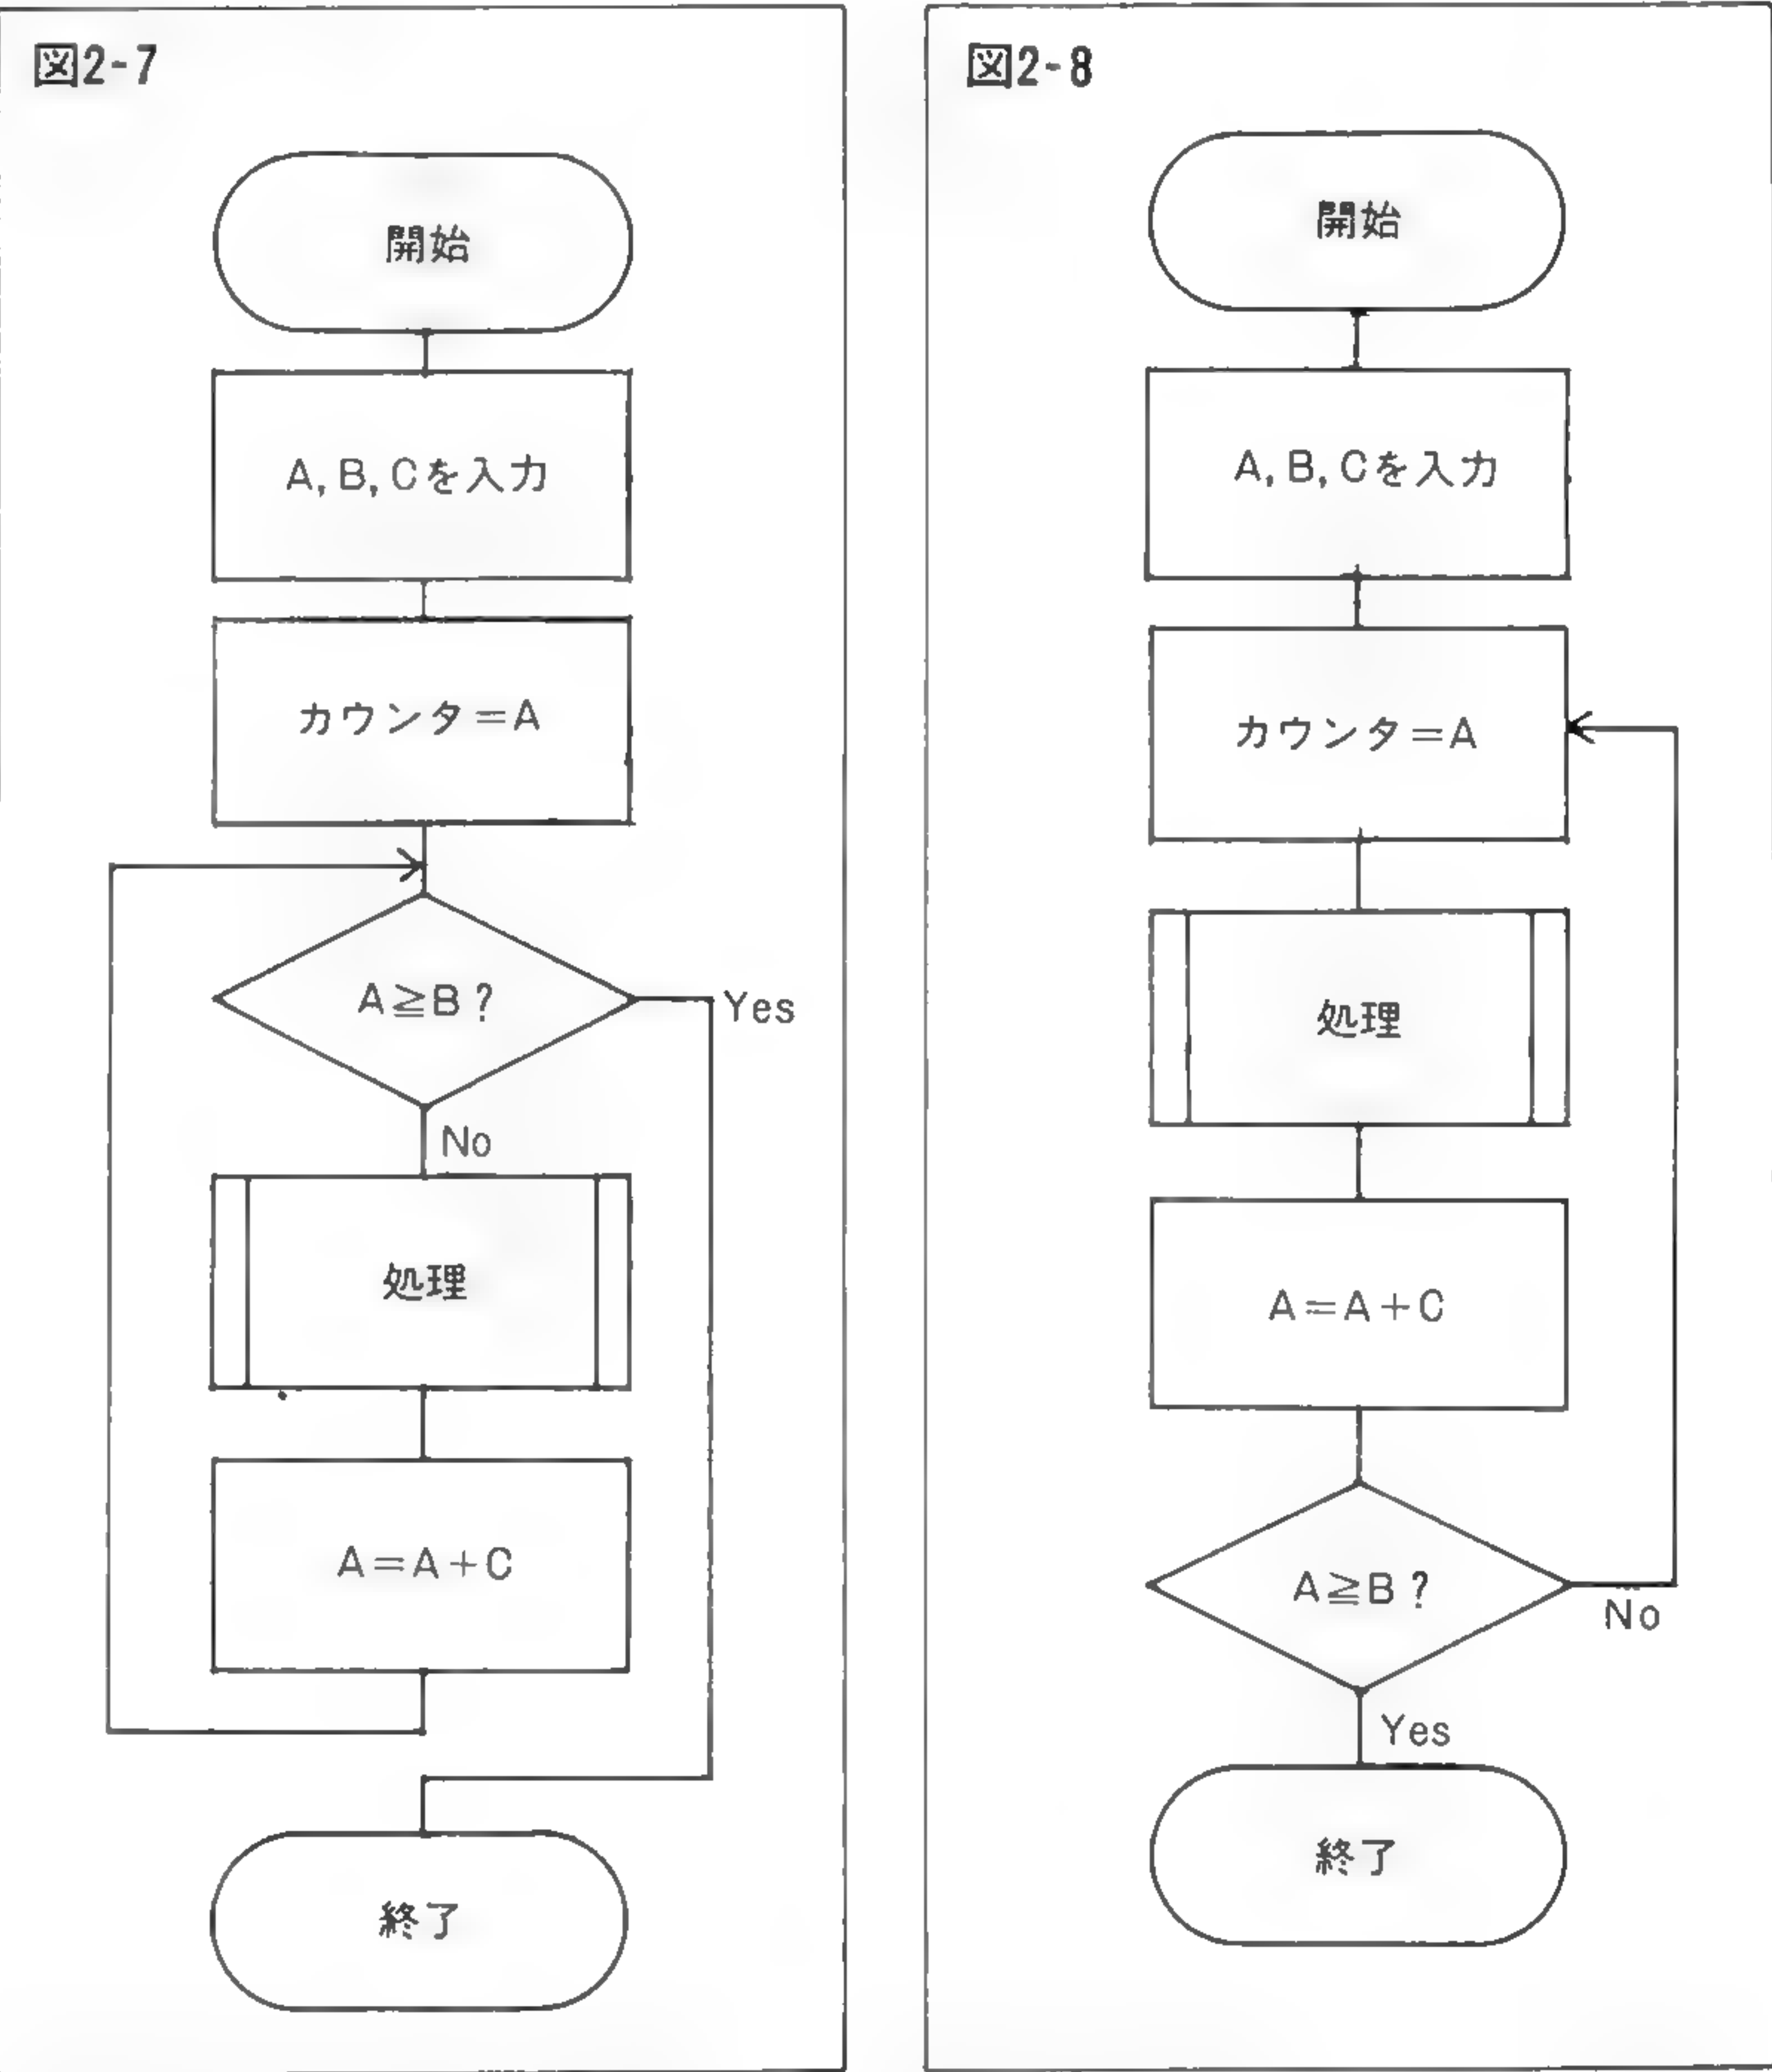 図2-7
開始
A, B, Cを入力
カウンタ=A
A≧B?
Yes
No
処理
A=A+C
終了
図2-8
開始
A, B, Cを入力
カウンタ=A
処理
A=A+C
A≧B?
No
Yes
終了